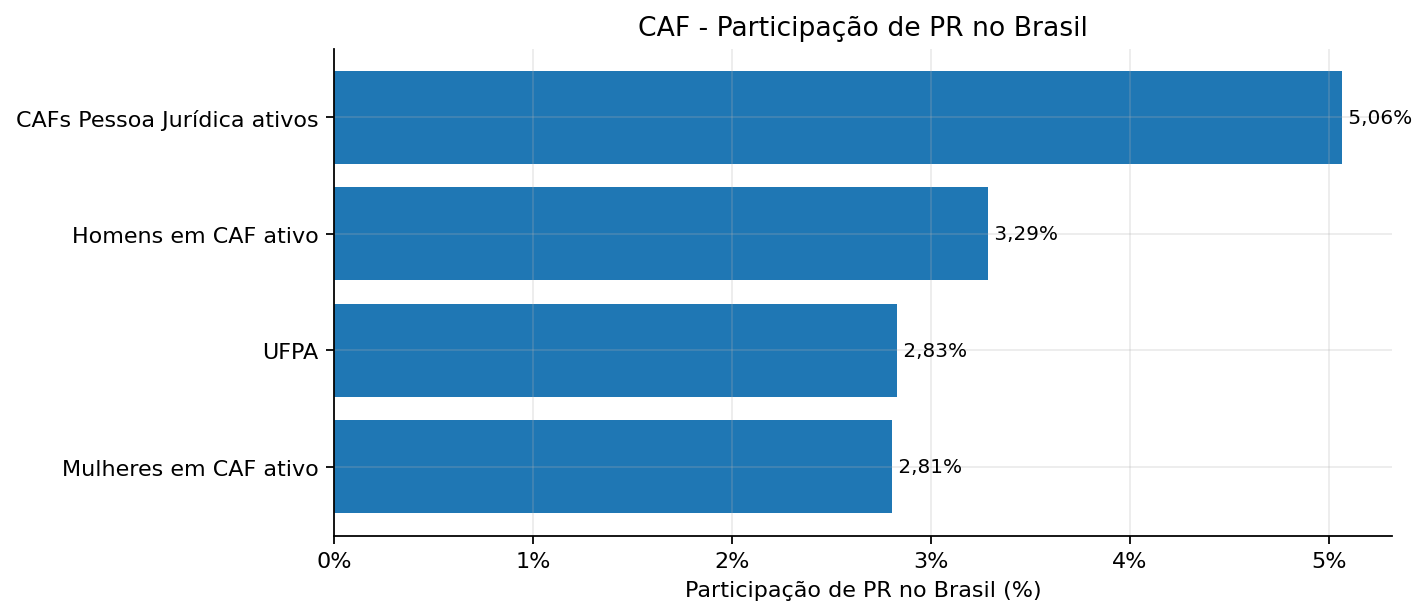 CAF - Participação de PR no Brasil
CAFs Pessoa Jurídica ativos
5,06%
Homens em CAF ativo
3,29%
UFPA
2,83%
Mulheres em CAF ativo
2,81%
0% 1% 2% 3% 4% 5%
Participação de PR no Brasil (%)